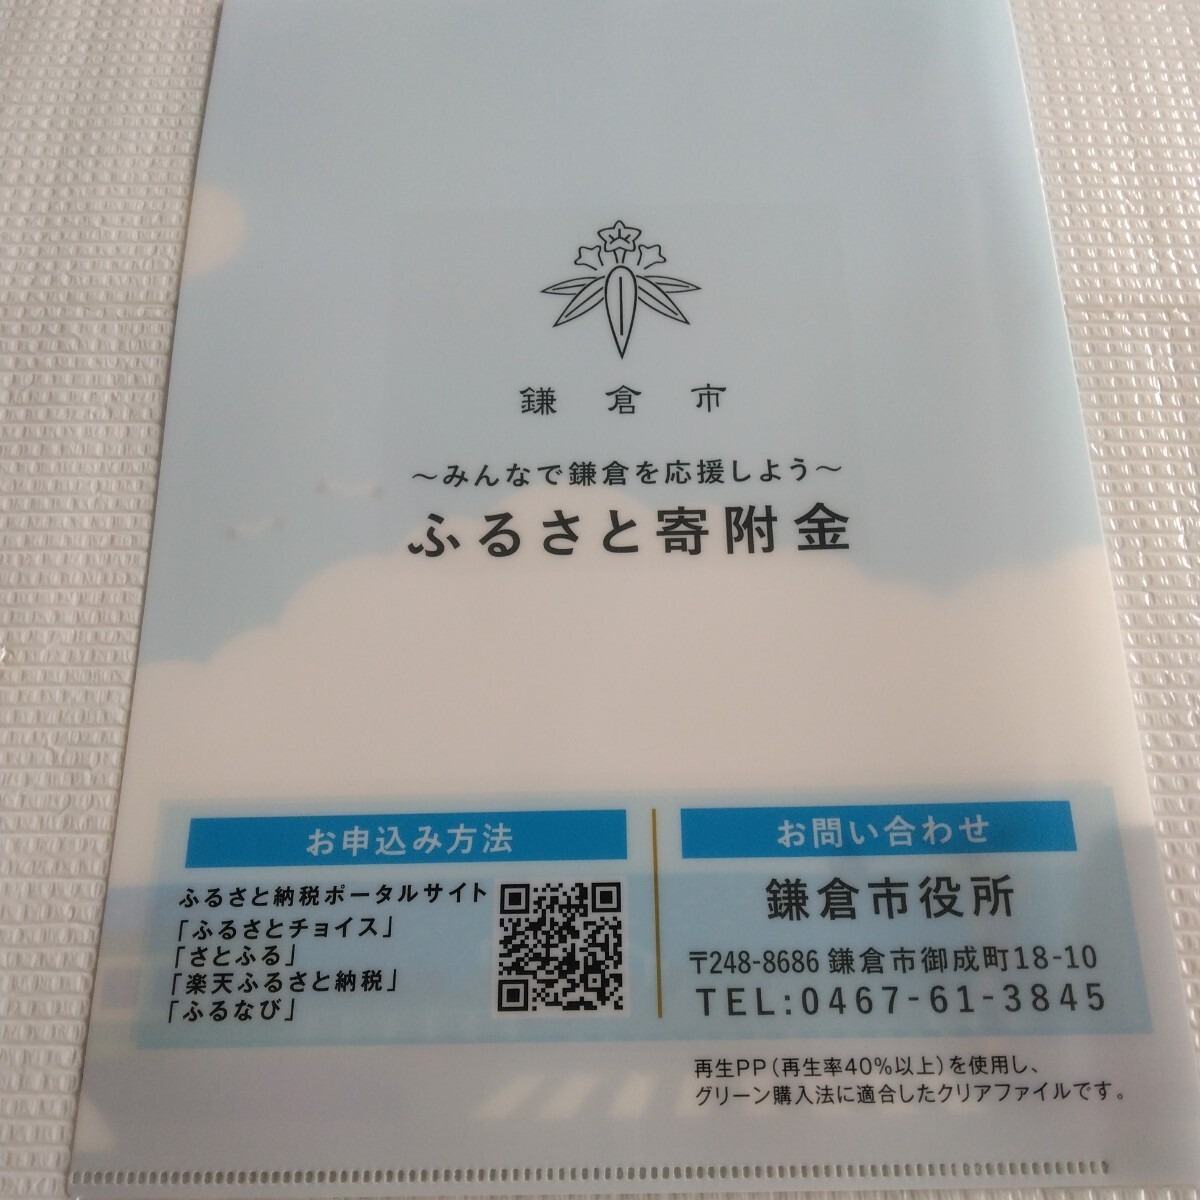 鎌倉市
～みんなで鎌倉を応援しよう～
ふるさと寄附金
お申込み方法
ふるさと納税ポータルサイト
「ふるさとチョイス」
「さとふる」
「楽天ふるさと納税」
「ふるなび」
お問い合わせ
鎌倉市役所
〒248-8686 鎌倉市御成町18-10
TEL:0467-61-3845
再生PP（再生率40%以上）を使用し、
グリーン購入法に適合したクリアファイルです。